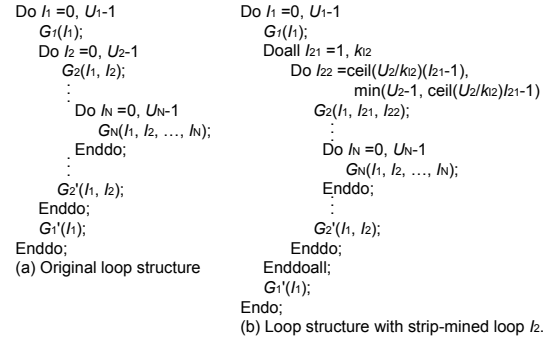 Do I1 =0, U1-1
G1(I1);
Do I2 =0, U2-1
G2(I1, I2);
⋮
Do IN =0, UN-1
GN(I1, I2, …, IN);
Enddo;
⋮
G2'(I1, I2);
Enddo;
G1'(I1);
Enddo;
(a) Original loop structure
Do I1 =0, U1-1
G1(I1);
Doall I21 =1, kI2
Do I22 =ceil(U2/kI2)(I21-1),
min(U2-1, ceil(U2/kI2)I21-1)
G2(I1, I21, I22);
⋮
Do IN =0, UN-1
GN(I1, I2, …, IN);
Enddo;
⋮
G2'(I1, I2);
Enddo;
Enddoall;
G1'(I1);
Endo;
(b) Loop structure with strip-mined loop I2.